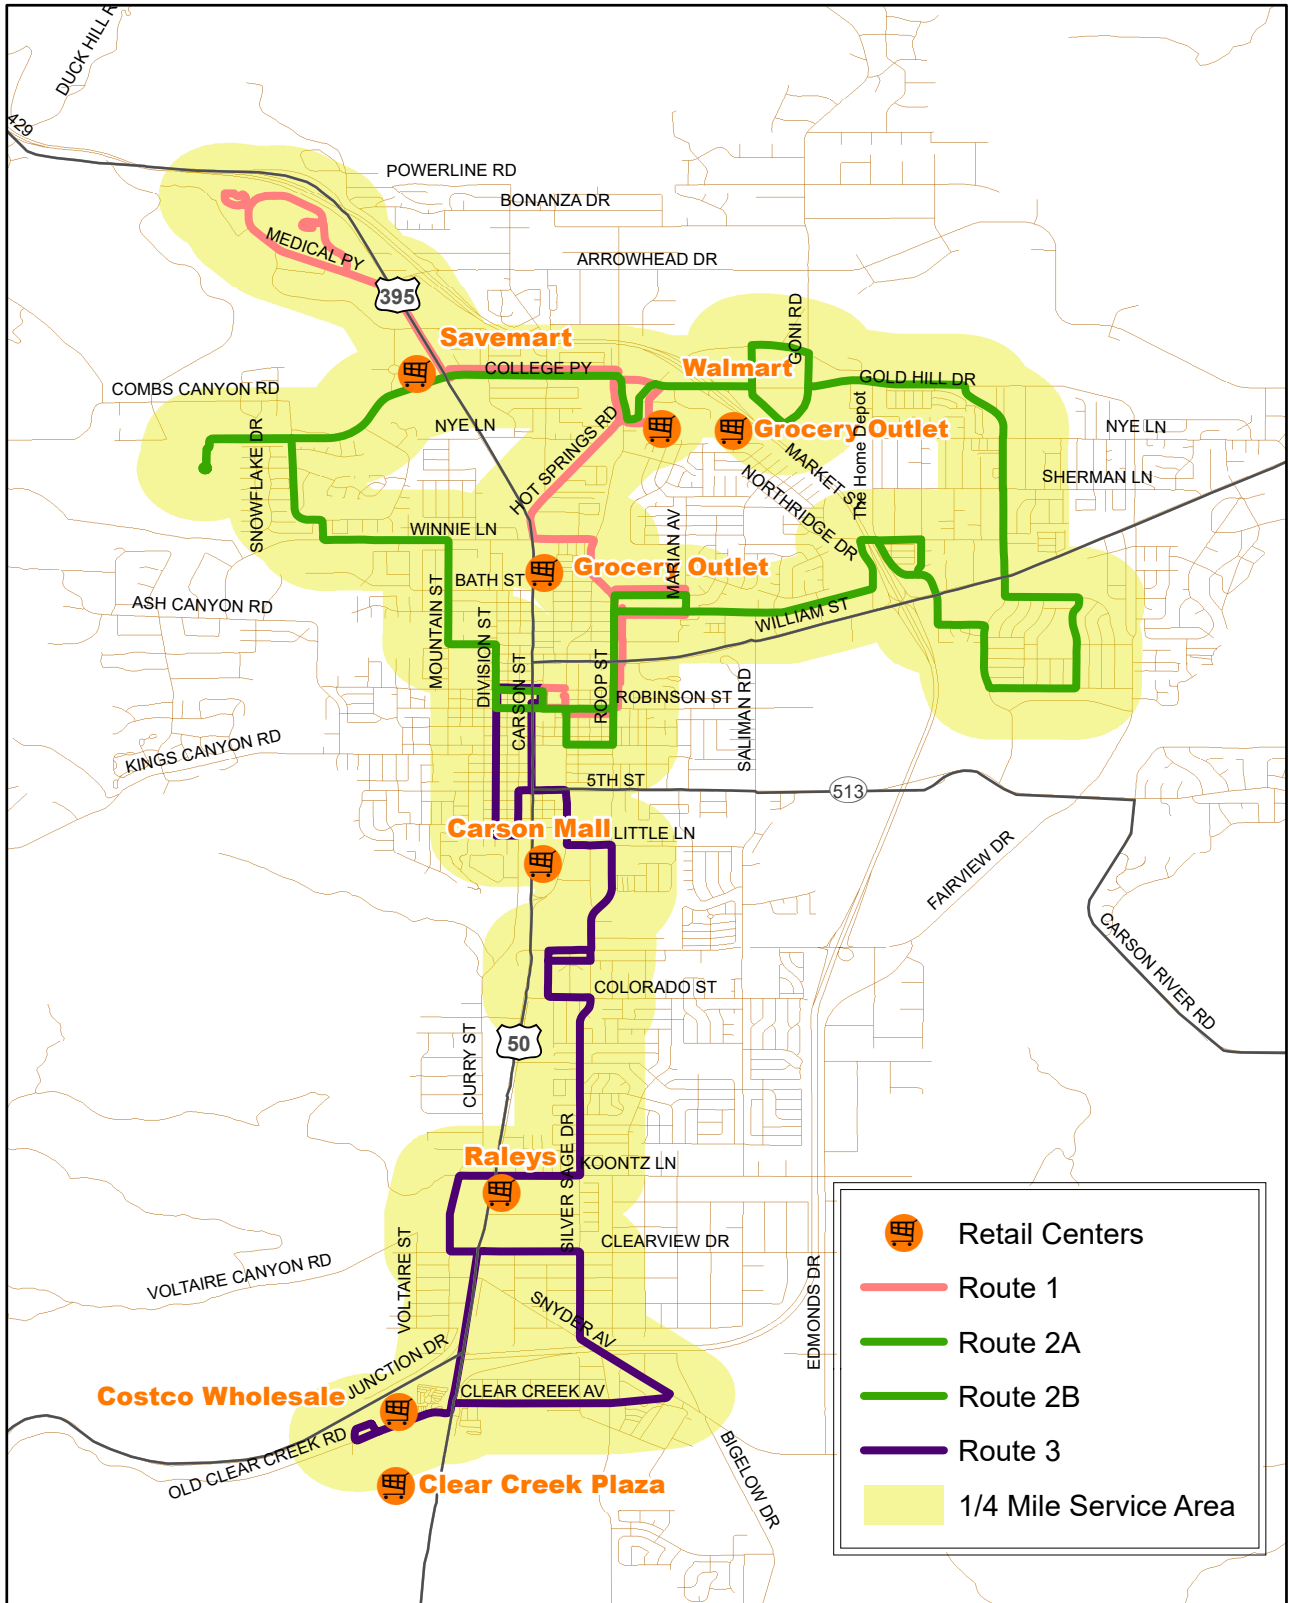 DUCK HILL R
429
POWERLINE RD
BONANZA DR
MEDICAL PY
ARROWHEAD DR
395
GONI RD
Savemart
COLLEGE PY
Walmart
COMBS CANYON RD
GOLD HILL DR
NYE LN
HOT SPRINGS RD
The Home Depot
Grocery Outlet
NYE LN
SNOWFLAKE DR
MARKET ST
NORTHRIDGE DR
SHERMAN LN
WINNIE LN
MARIAN AV
BATH ST
Grocery Outlet
ASH CANYON RD
MOUNTAIN ST
DIVISION ST
WILLIAM ST
CARSON ST
ROOP ST
ROBINSON ST
SALIMAN RD
KINGS CANYON RD
5TH ST
513
Carson Mall
LITTLE LN
FAIRVIEW DR
CARSON RIVER RD
COLORADO ST
50
CURRY ST
Raleys
SILVER SAGE DR
KOONTZ LN
VOLTAIRE ST
CLEARVIEW DR
VOLTAIRE CANYON RD
SNYDER AV
EDMONDS DR
JUNCTION DR
Costco Wholesale
CLEAR CREEK AV
OLD CLEAR CREEK RD
BIGELOW DR
Clear Creek Plaza
Retail Centers
Route 1
Route 2A
Route 2B
Route 3
1/4 Mile Service Area